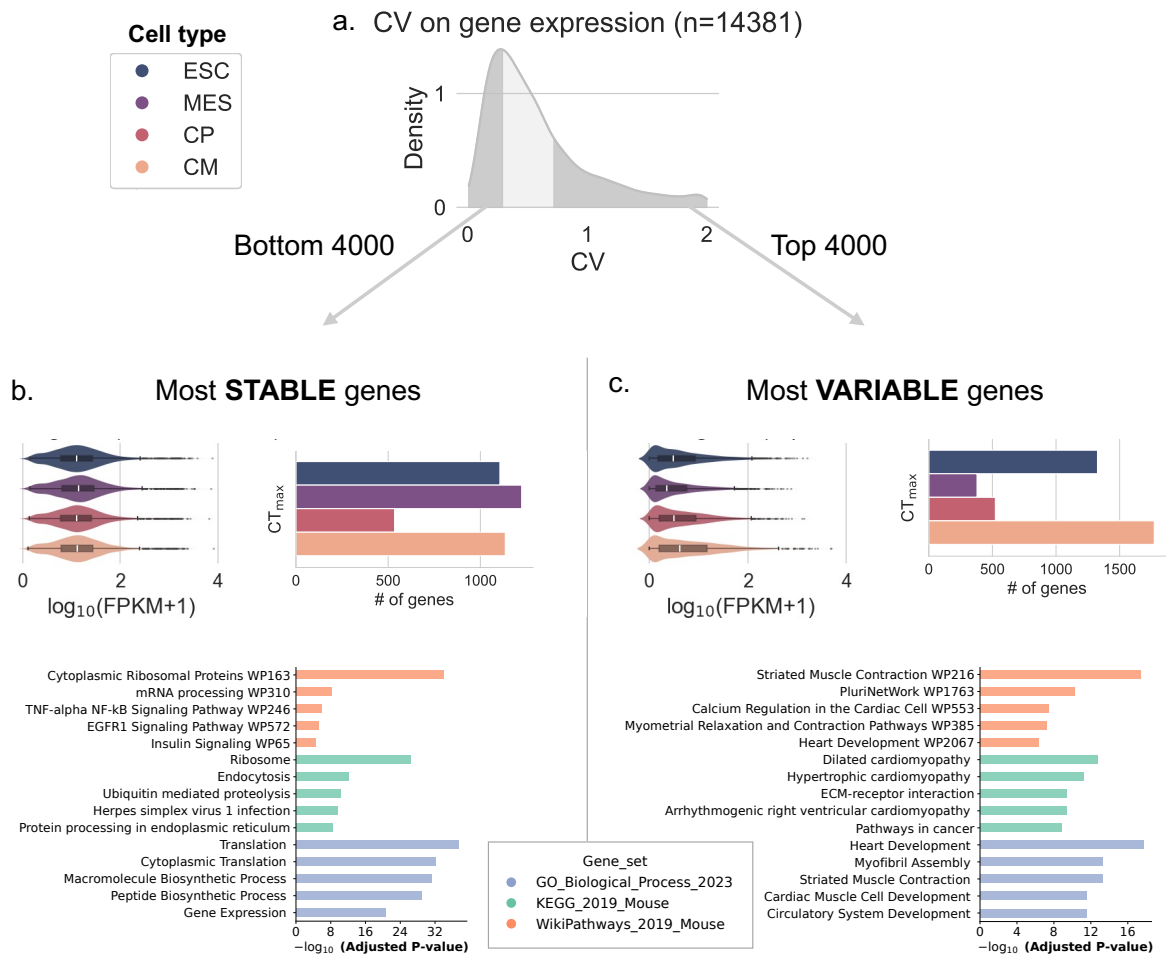 a. CV on gene expression (n=14381)
Cell type
ESC
MES
CP
CM
Density
1
0
0 1 2
CV
Bottom 4000
Top 4000
b. Most STABLE genes
0 2 4
log10(FPKM+1)
CTmax
0 1000
# of genes
Cytoplasmic Ribosomal Proteins WP163
mRNA processing WP310
TNF-alpha NF-kB Signaling Pathway WP246
EGFR1 Signaling Pathway WP572
Insulin Signaling WP65
Ribosome
Endocytosis
Ubiquitin mediated proteolysis
Herpes simplex virus 1 infection
Protein processing in endoplasmic reticulum
Translation
Cytoplasmic Translation
Macromolecule Biosynthetic Process
Peptide Biosynthetic Process
Gene Expression
0 8 16 24 32
−log10 (Adjusted P-value)
c. Most VARIABLE genes
0 2 4
log10(FPKM+1)
CTmax
0 500 1000 1500
# of genes
Striated Muscle Contraction WP216
PluriNetWork WP1763
Calcium Regulation in the Cardiac Cell WP553
Myometrial Relaxation and Contraction Pathways WP385
Heart Development WP2067
Dilated cardiomyopathy
Hypertrophic cardiomyopathy
ECM-receptor interaction
Arrhythmogenic right ventricular cardiomyopathy
Pathways in cancer
Heart Development
Myofibril Assembly
Striated Muscle Contraction
Cardiac Muscle Cell Development
Circulatory System Development
0 4 8 12 16
−log10 (Adjusted P-value)
Gene_set
GO_Biological_Process_2023
KEGG_2019_Mouse
WikiPathways_2019_Mouse